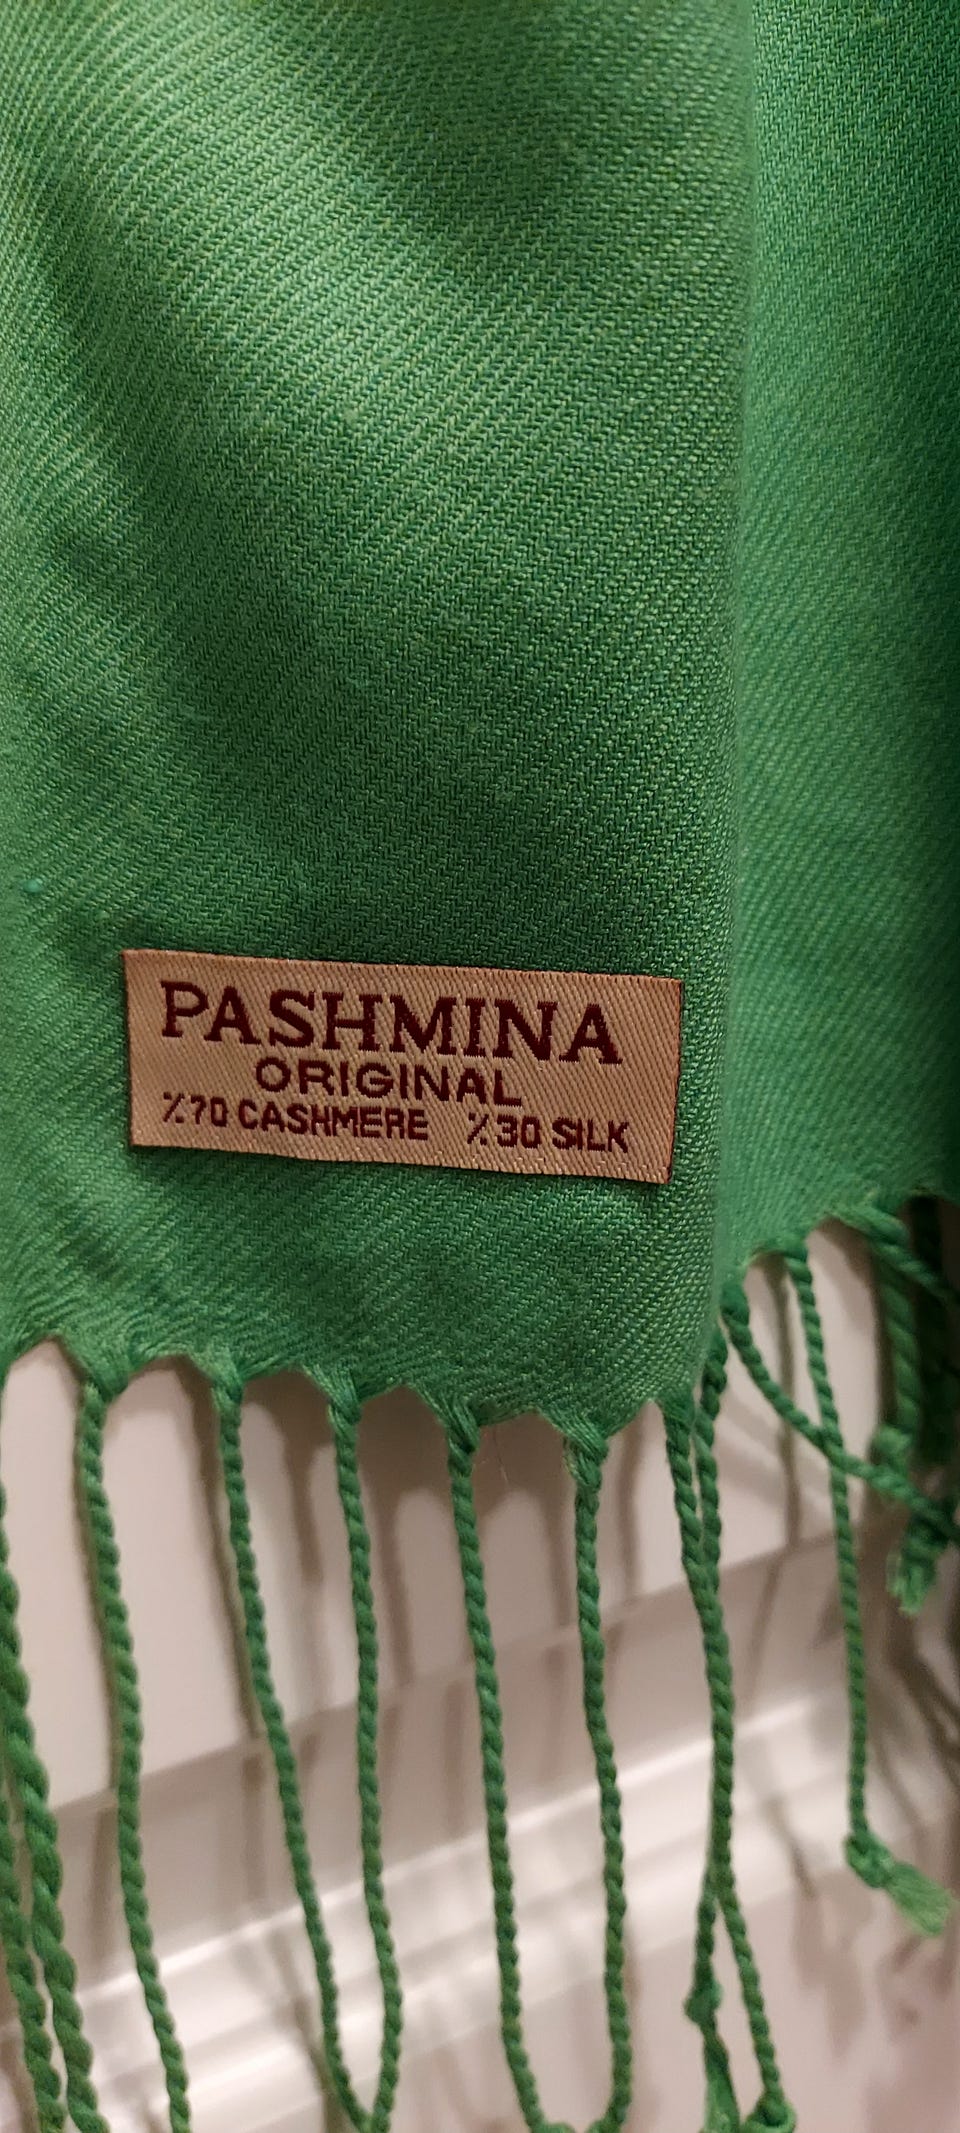 PASHMINA
ORIGINAL
٪70 CASHMERE ٪30 SILK